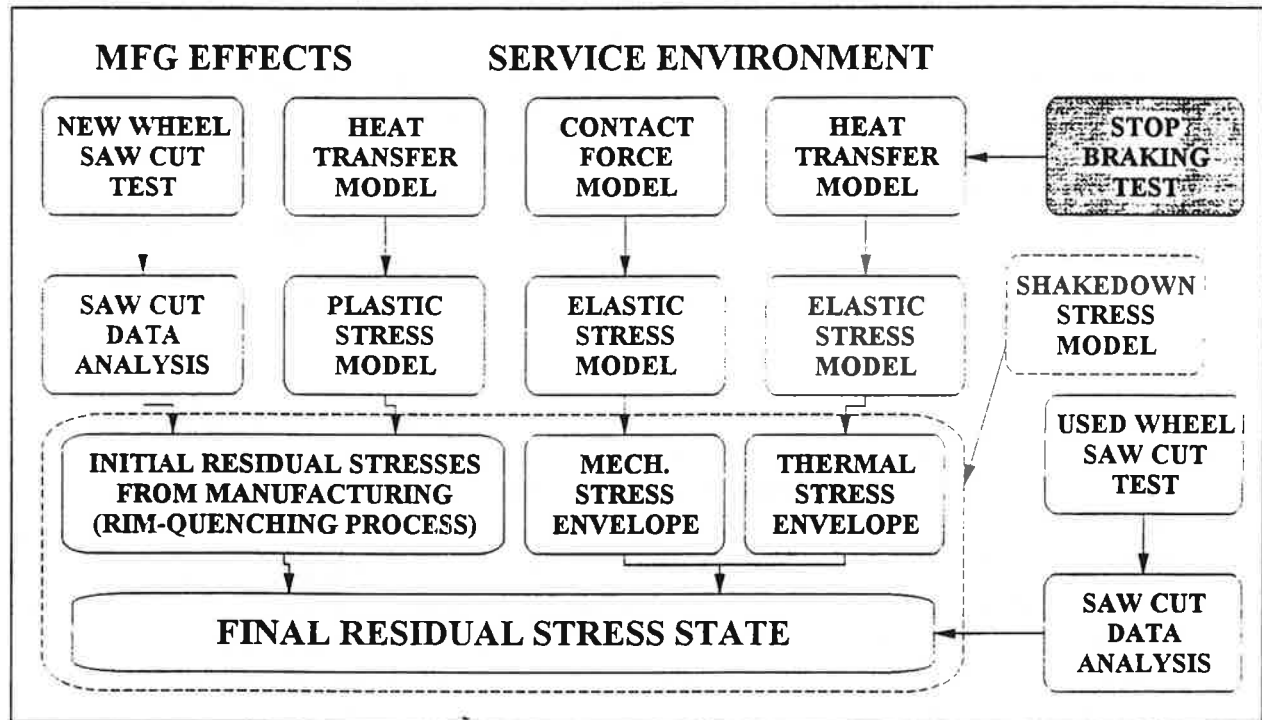 MFG EFFECTS
SERVICE ENVIRONMENT
NEW WHEEL
SAW CUT
TEST
HEAT
TRANSFER
MODEL
CONTACT
FORCE
MODEL
HEAT
TRANSFER
MODEL
STOP
BRAKING
TEST
SAW CUT
DATA
ANALYSIS
PLASTIC
STRESS
MODEL
ELASTIC
STRESS
MODEL
ELASTIC
STRESS
MODEL
SHAKEDOWN
STRESS
MODEL
INITIAL RESIDUAL STRESSES
FROM MANUFACTURING
(RIM-QUENCHING PROCESS)
MECH.
STRESS
ENVELOPE
THERMAL
STRESS
ENVELOPE
USED WHEEL
SAW CUT
TEST
FINAL RESIDUAL STRESS STATE
SAW CUT
DATA
ANALYSIS